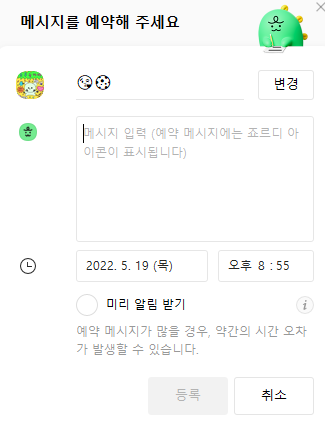 메시지를 예약해 주세요
😘⚽
변경
메시지 입력 (예약 메시지에는 죠르디 아
이콘이 표시됩니다)
2022. 5. 19 (목)
오후 8 : 55
미리 알림 받기
예약 메시지가 많을 경우, 약간의 시간 오차
가 발생할 수 있습니다.
등록
취소